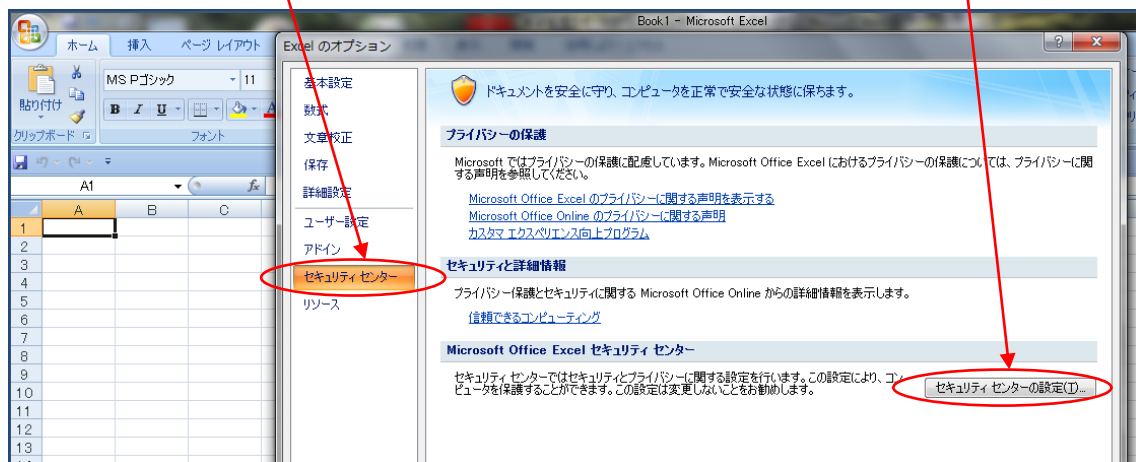 Book1 - Microsoft Excel
ホーム 挿入 ページ レイアウト
Excel のオプション
貼り付け
MS Pゴシック 11
B I U A
クリップボード フォント
A1 fx
A B C
1
2
3
4
5
6
7
8
9
10
11
12
13
基本設定
数式
文章校正
保存
詳細設定
ユーザー設定
アドイン
セキュリティ センター
リソース
ドキュメントを安全に守り、コンピュータを正常で安全な状態に保ちます。
プライバシーの保護
Microsoft ではプライバシーの保護に配慮しています。Microsoft Office Excel におけるプライバシーの保護については、プライバシーに関
する声明を参照してください。
Microsoft Office Excel のプライバシーに関する声明を表示する
Microsoft Office Online のプライバシーに関する声明
カスタマ エクスペリエンス向上プログラム
セキュリティと詳細情報
プライバシー保護とセキュリティに関する Microsoft Office Online からの詳細情報を表示します。
信頼できるコンピューティング
Microsoft Office Excel セキュリティ センター
セキュリティ センターではセキュリティとプライバシーに関する設定を行います。この設定により、コン
ピュータを保護することができます。この設定は変更しないことをお勧めします。
セキュリティ センターの設定(T)...